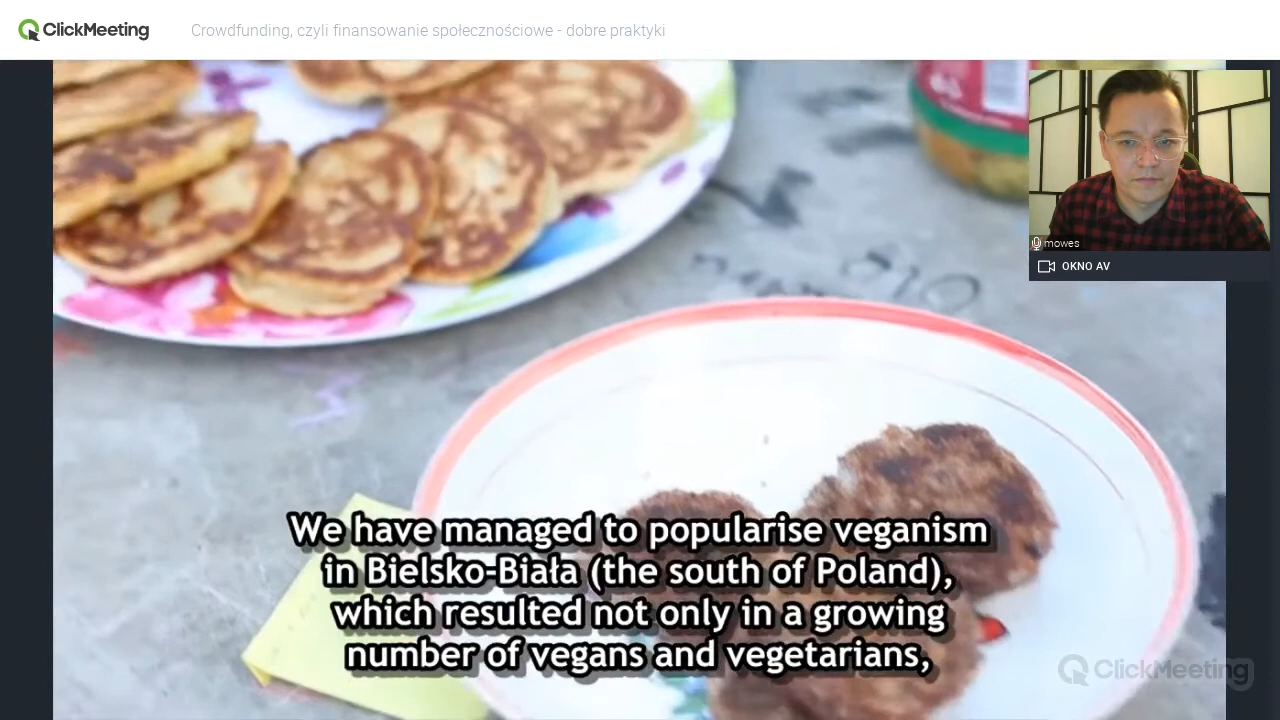 ClickMeeting
Crowdfunding, czyli finansowanie społecznościowe - dobre praktyki
mowes
OKNO AV
We have managed to popularise veganism
in Bielsko-Biała (the south of Poland),
which resulted not only in a growing
number of vegans and vegetarians,
ClickMeeting